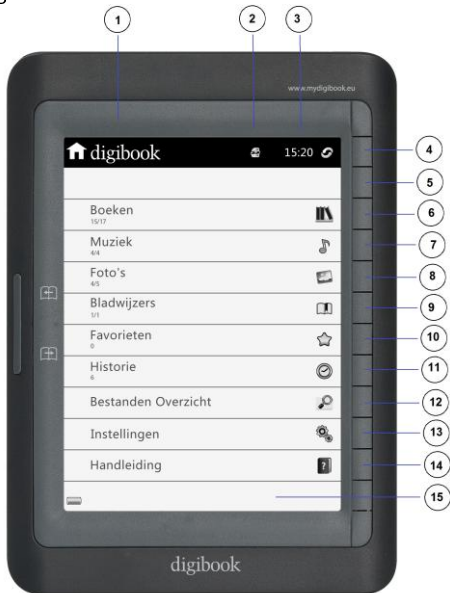 1
2
3
www.mydigibook.eu
digibook
15:20
4
5
Boeken
15/17
6
Muziek
4/4
7
Foto's
4/5
8
Bladwijzers
1/1
9
Favorieten
0
10
Historie
6
11
Bestanden Overzicht
12
Instellingen
13
Handleiding
?
14
15
digibook